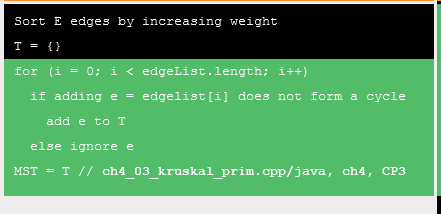 Sort E edges by increasing weight
T = {}
for (i = 0; i < edgeList.length; i++)
  if adding e = edgelist[i] does not form a cycle
    add e to T
  else ignore e
MST = T // ch4_03_kruskal_prim.cpp/java, ch4, CP3